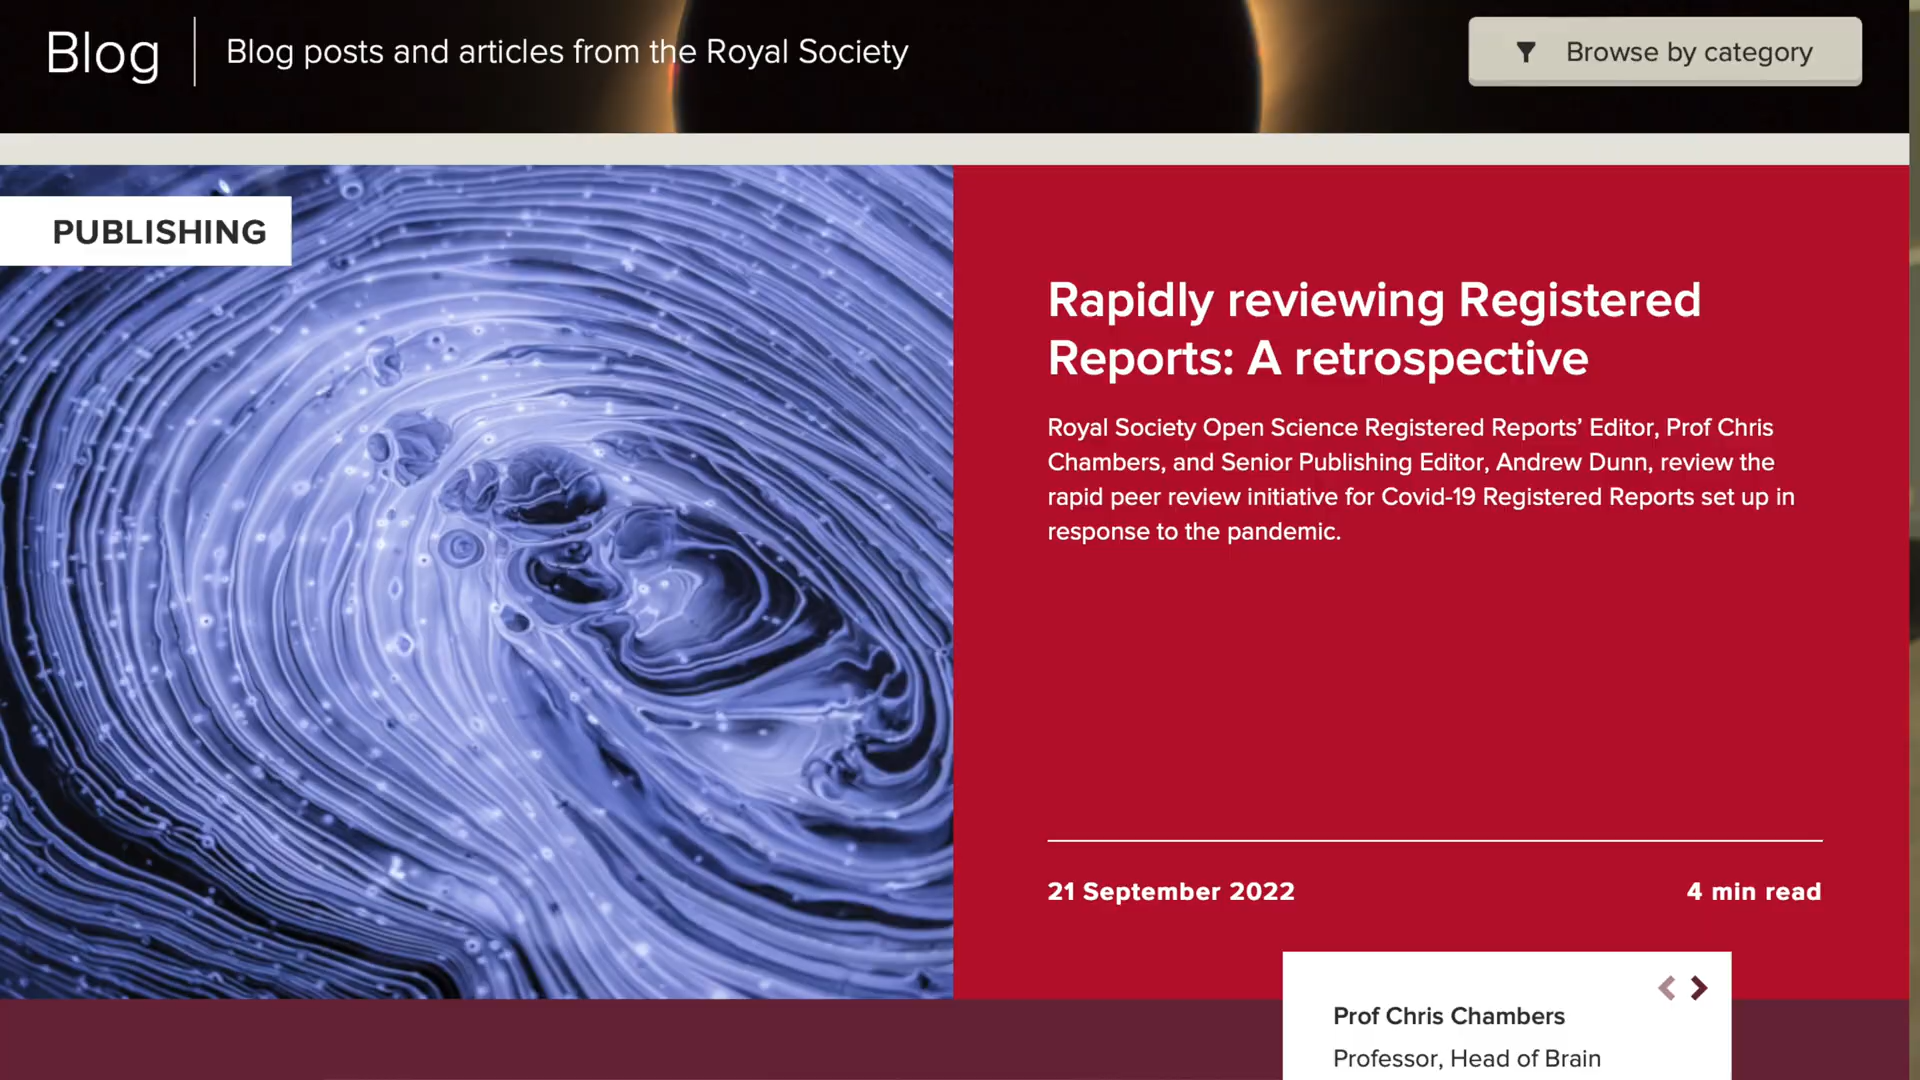 Blog
Blog posts and articles from the Royal Society
Browse by category
PUBLISHING
Rapidly reviewing Registered
Reports: A retrospective
Royal Society Open Science Registered Reports’ Editor, Prof Chris
Chambers, and Senior Publishing Editor, Andrew Dunn, review the
rapid peer review initiative for Covid-19 Registered Reports set up in
response to the pandemic.
21 September 2022
4 min read
Prof Chris Chambers
Professor, Head of Brain